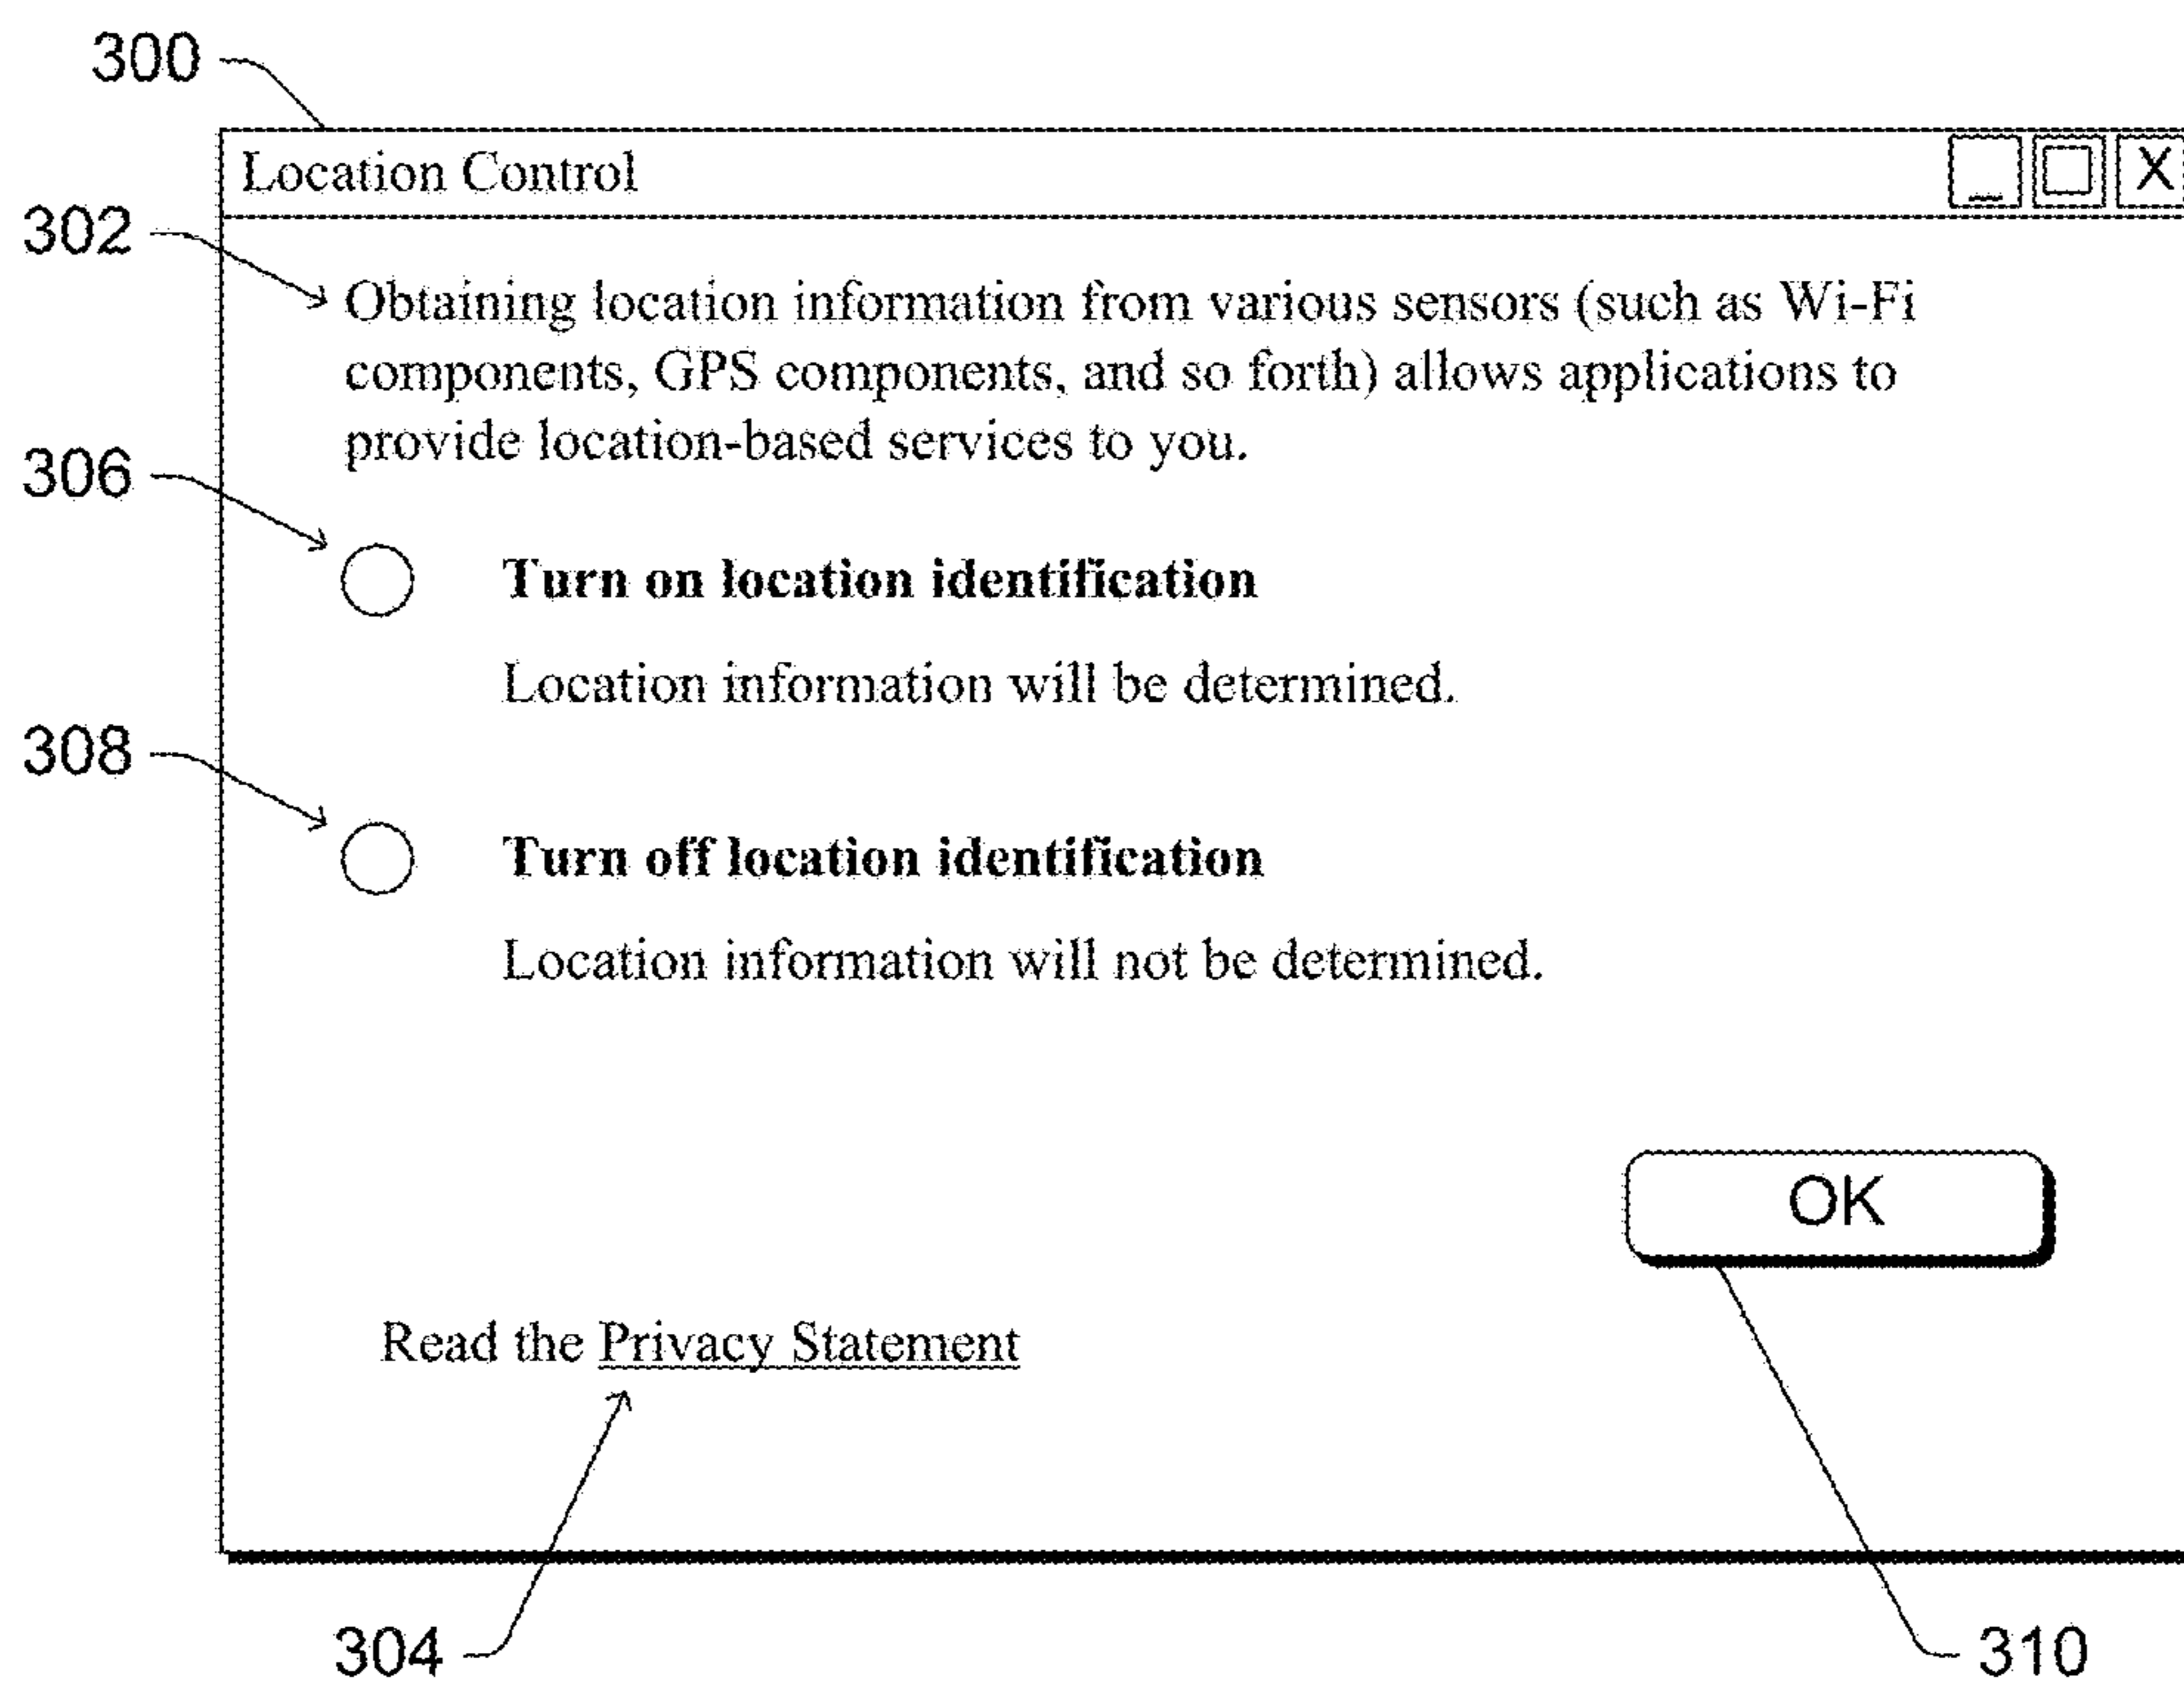 300
Location Control
X
302
Obtaining location information from various sensors (such as Wi-Fi
components, GPS components, and so forth) allows applications to
provide location-based services to you.
306
Turn on location identification
Location information will be determined.
308
Turn off location identification
Location information will not be determined.
OK
Read the Privacy Statement
304
310